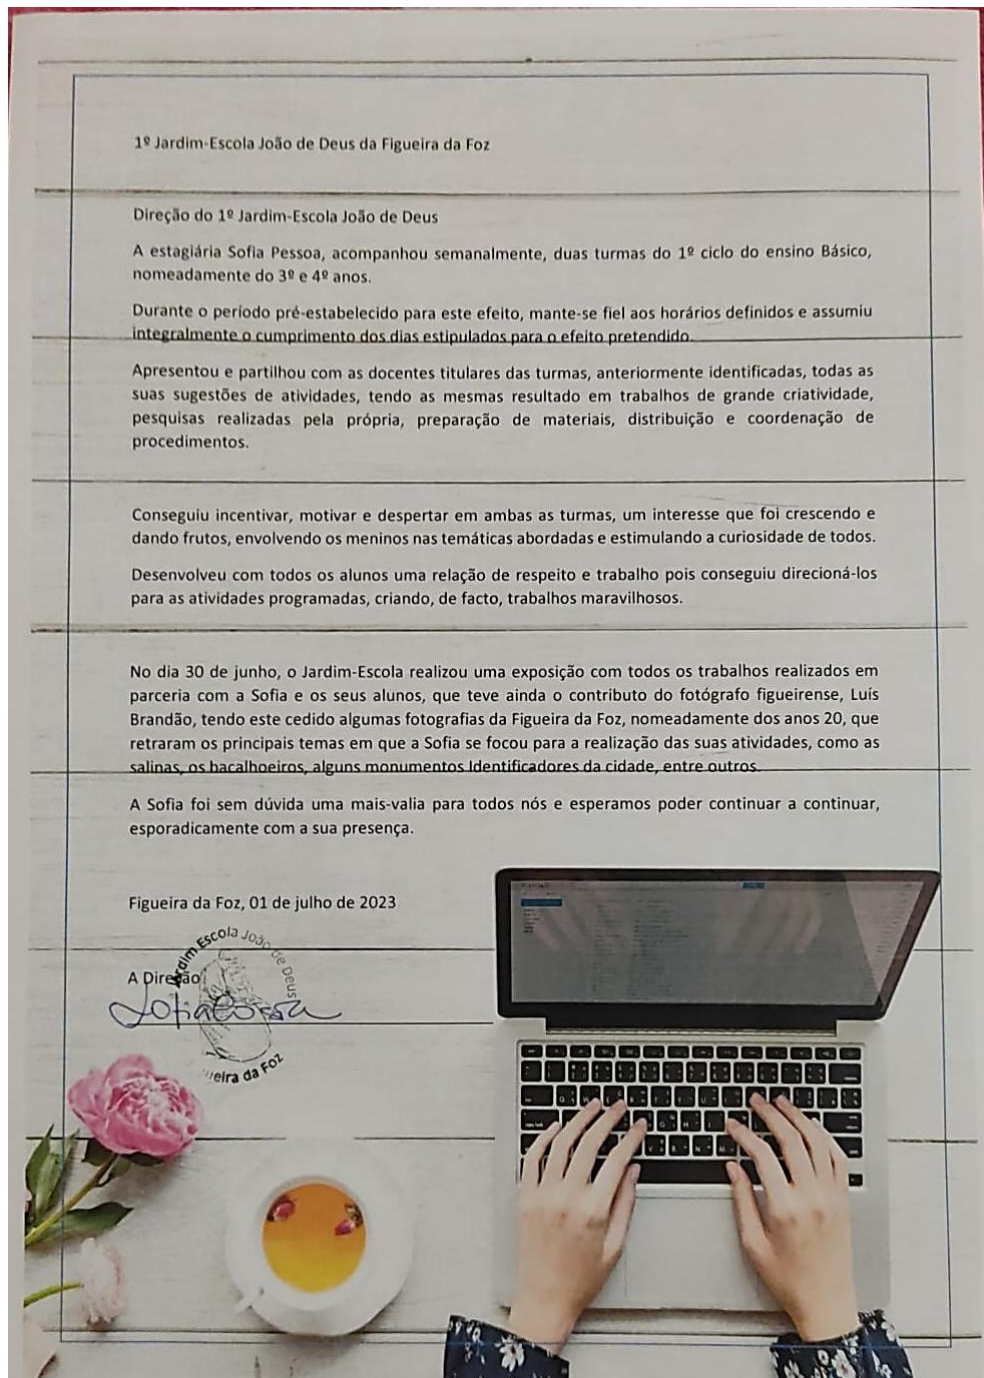 1º Jardim-Escola João de Deus da Figueira da Foz
Direção do 1º Jardim-Escola João de Deus
A estagiária Sofia Pessoa, acompanhou semanalmente, duas turmas do 1º ciclo do ensino Básico,
nomeadamente do 3º e 4º anos.
Durante o período pré-estabelecido para este efeito, mante-se fiel aos horários definidos e assumiu
integralmente o cumprimento dos dias estipulados para o efeito pretendido.
Apresentou e partilhou com as docentes titulares das turmas, anteriormente identificadas, todas as
suas sugestões de atividades, tendo as mesmas resultado em trabalhos de grande criatividade,
pesquisas realizadas pela própria, preparação de materiais, distribuição e coordenação de
procedimentos.
Conseguiu incentivar, motivar e despertar em ambas as turmas, um interesse que foi crescendo e
dando frutos, envolvendo os meninos nas temáticas abordadas e estimulando a curiosidade de todos.
Desenvolveu com todos os alunos uma relação de respeito e trabalho pois conseguiu direcioná-los
para as atividades programadas, criando, de facto, trabalhos maravilhosos.
No dia 30 de junho, o Jardim-Escola realizou uma exposição com todos os trabalhos realizados em
parceria com a Sofia e os seus alunos, que teve ainda o contributo do fotógrafo figueirense, Luís
Brandão, tendo este cedido algumas fotografias da Figueira da Foz, nomeadamente dos anos 20, que
retraram os principais temas em que a Sofia se focou para a realização das suas atividades, como as
salinas, os bacalhoeiros, alguns monumentos Identificadores da cidade, entre outros.
A Sofia foi sem dúvida uma mais-valia para todos nós e esperamos poder continuar a continuar,
esporadicamente com a sua presença.
Figueira da Foz, 01 de julho de 2023
Jardim Escola João de Deus
A Direção
Sofia
da Foz